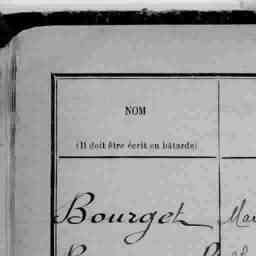 NOM
(Il doit être écrit en bâtarde)
Bourget